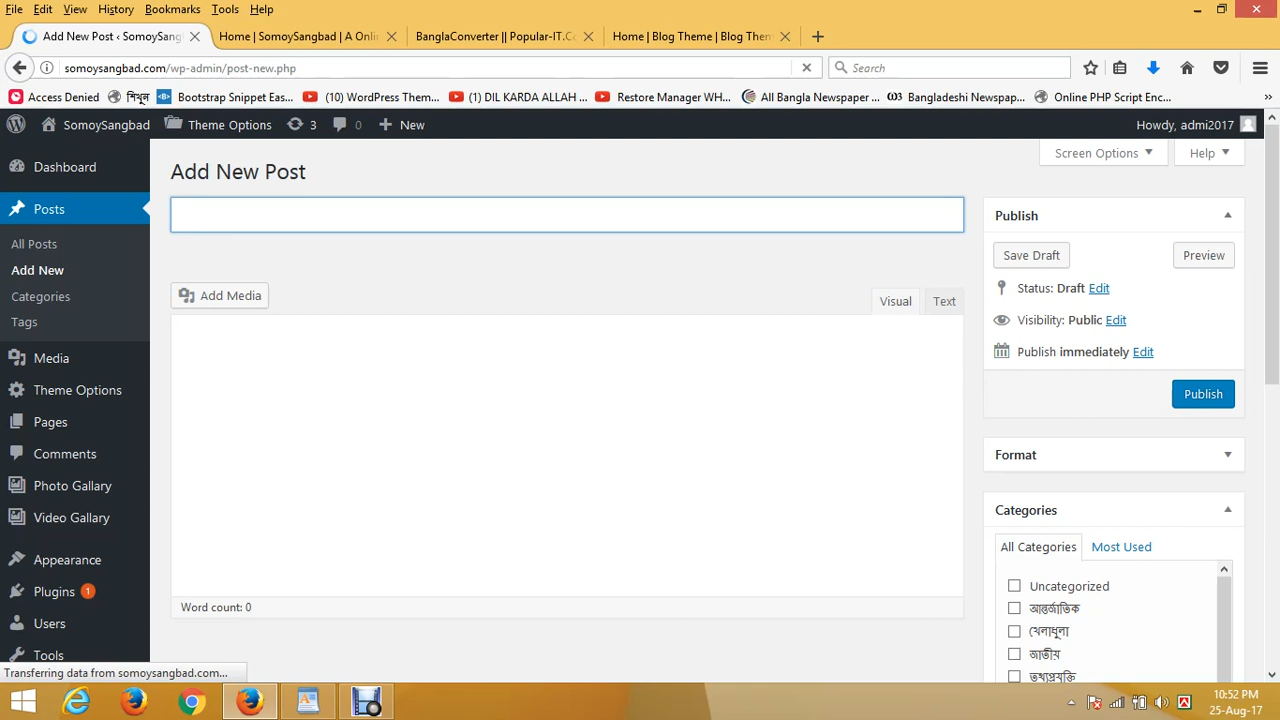 File Edit View History Bookmarks Tools Help
Add New Post ‹ SomoySang
Home | SomoySangbad | A Onli
BanglaConverter || Popular-IT.C
Home | Blog Theme | Blog Them
somoysangbad.com/wp-admin/post-new.php
Search
Access Denied
শিখুন
Bootstrap Snippet Eas...
(10) WordPress Them...
(1) DIL KARDA ALLAH ...
Restore Manager WH...
All Bangla Newspaper ...
Bangladeshi Newspap...
Online PHP Script Enc...
SomoySangbad Theme Options 3 0 New Howdy, admi2017
Dashboard
Posts
All Posts
Add New
Categories
Tags
Media
Theme Options
Pages
Comments
Photo Gallary
Video Gallary
Appearance
Plugins 1
Users
Tools
Screen Options Help
Add New Post
Add Media
Visual Text
Word count: 0
Publish
Save Draft Preview
Status: Draft Edit
Visibility: Public Edit
Publish immediately Edit
Publish
Format
Categories
All Categories Most Used
Uncategorized
আন্তর্জাতিক
খেলাধুলা
জাতীয়
তথ্যপ্রযুক্তি
Transferring data from somoysangbad.com...
10:52 PM
25-Aug-17